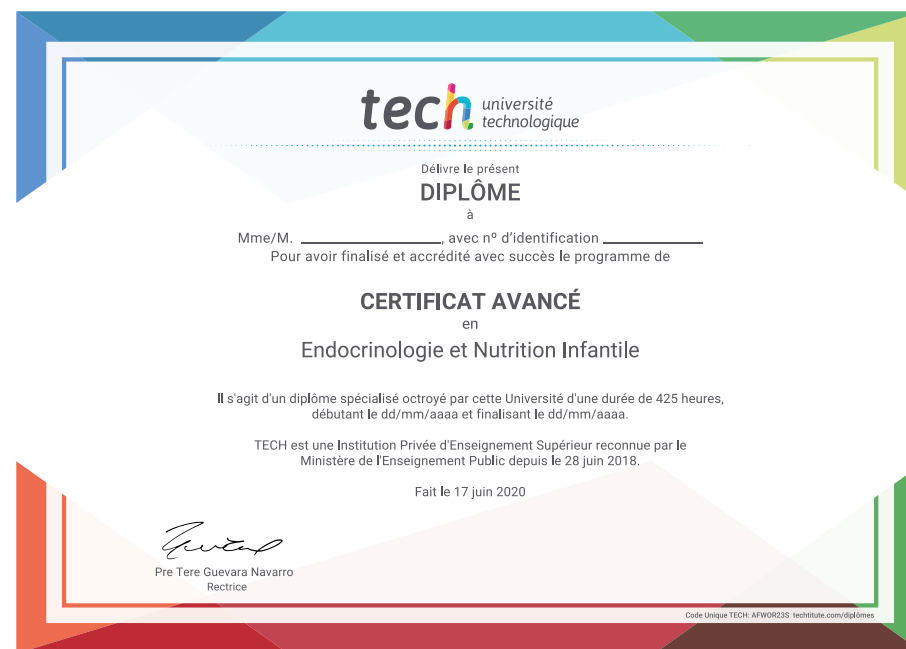 tech université
technologique
Délivre le présent
DIPLÔME
à
Mme/M. ____________________, avec nº d'identification ______________
Pour avoir finalisé et accrédité avec succès le programme de
CERTIFICAT AVANCÉ
en
Endocrinologie et Nutrition Infantile
Il s'agit d'un diplôme spécialisé octroyé par cette Université d'une durée de 425 heures,
débutant le dd/mm/aaaa et finalisant le dd/mm/aaaa.
TECH est une Institution Privée d'Enseignement Supérieur reconnue par le
Ministère de l'Enseignement Public depuis le 28 juin 2018.
Fait le 17 juin 2020
Pre Tere Guevara Navarro
Rectrice
Code Unique TECH: AFWOR23S techtitute.com/diplômes